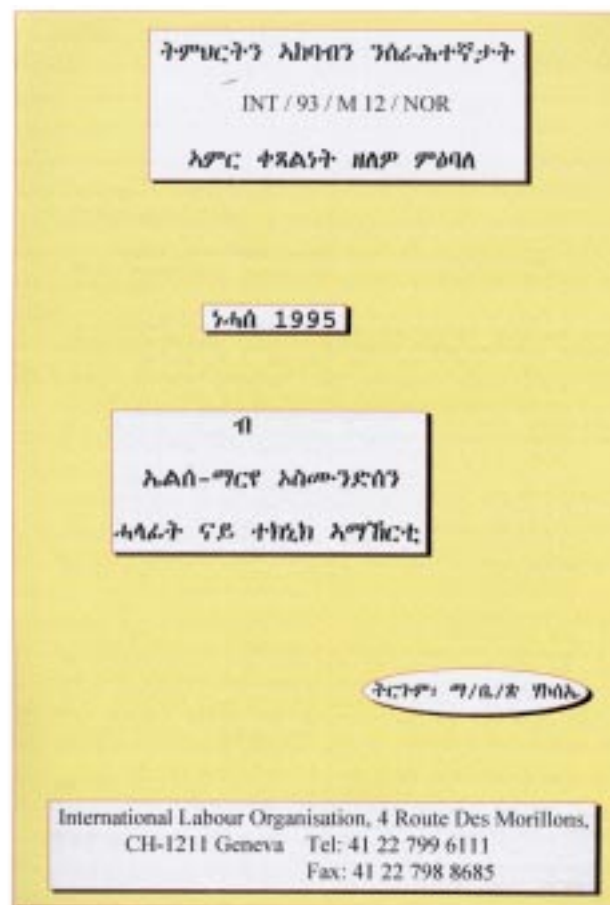 ትምህርትን ኣከባብን ንሰራሕተኛታት
INT / 93 / M 12 / NOR
ኣምር ቀጻልነት ዘለዎ ምዕባለ
ነሓሰ 1995
ብ
ኤልሰ-ማርየ ኦስሙንድሰን
ሓላፊት ናይ ተክኒክ ኣማኸርቲ
ትርጉም፡
International Labour Organisation, 4 Route Des Morillons,
CH-1211 Geneva Tel: 41 22 799 6111
Fax: 41 22 798 8685